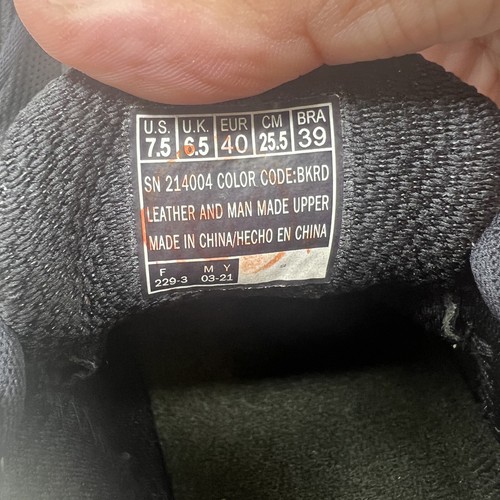 U.S. U.K. EUR CM BRA
7.5 6.5 40 25.5 39
SN 214004 COLOR CODE:BKRD
LEATHER AND MAN MADE UPPER
MADE IN CHINA/HECHO EN CHINA
F M Y
229-3 03-21